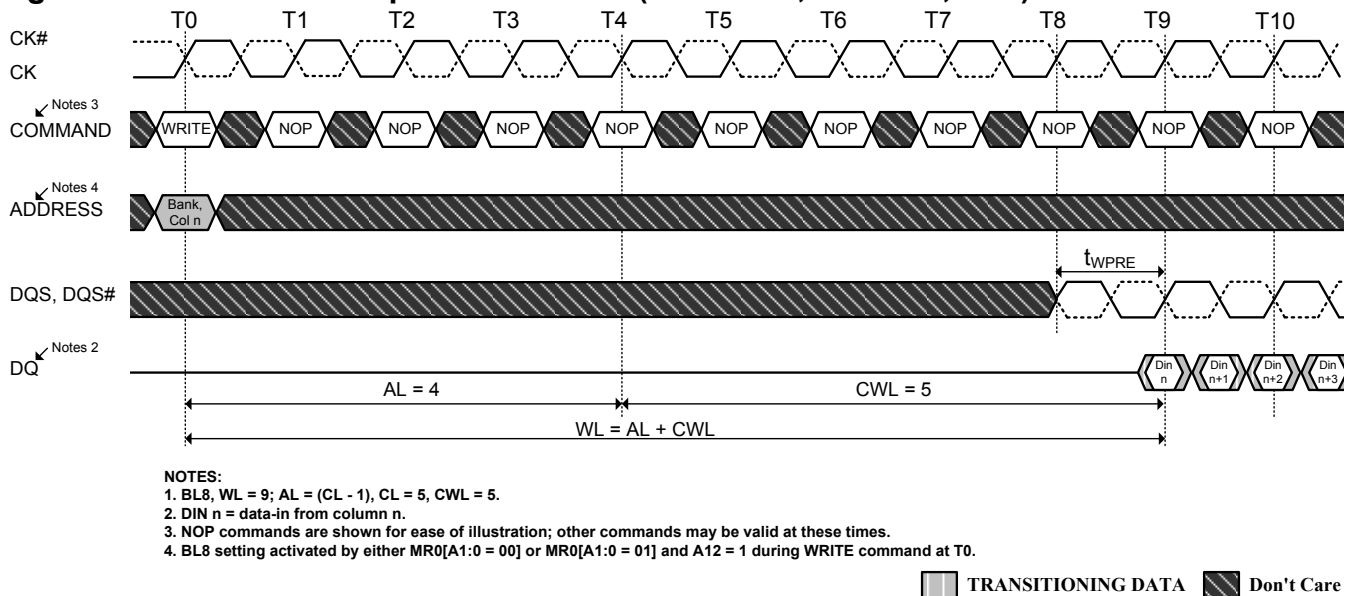 T0 T1 T2 T3 T4 T5 T6 T7 T8 T9 T10
CK#
CK
Notes 3
COMMAND
WRITE NOP NOP NOP NOP NOP NOP NOP NOP NOP NOP
Notes 4
ADDRESS
Bank,
Col n
tWPRE
DQS, DQS#
Notes 2
DQ
Din
n
Din
n+1
Din
n+2
Din
n+3
AL = 4
CWL = 5
WL = AL + CWL
NOTES:
1. BL8, WL = 9; AL = (CL - 1), CL = 5, CWL = 5.
2. DIN n = data-in from column n.
3. NOP commands are shown for ease of illustration; other commands may be valid at these times.
4. BL8 setting activated by either MR0[A1:0 = 00] or MR0[A1:0 = 01] and A12 = 1 during WRITE command at T0.
TRANSITIONING DATA
Don't Care